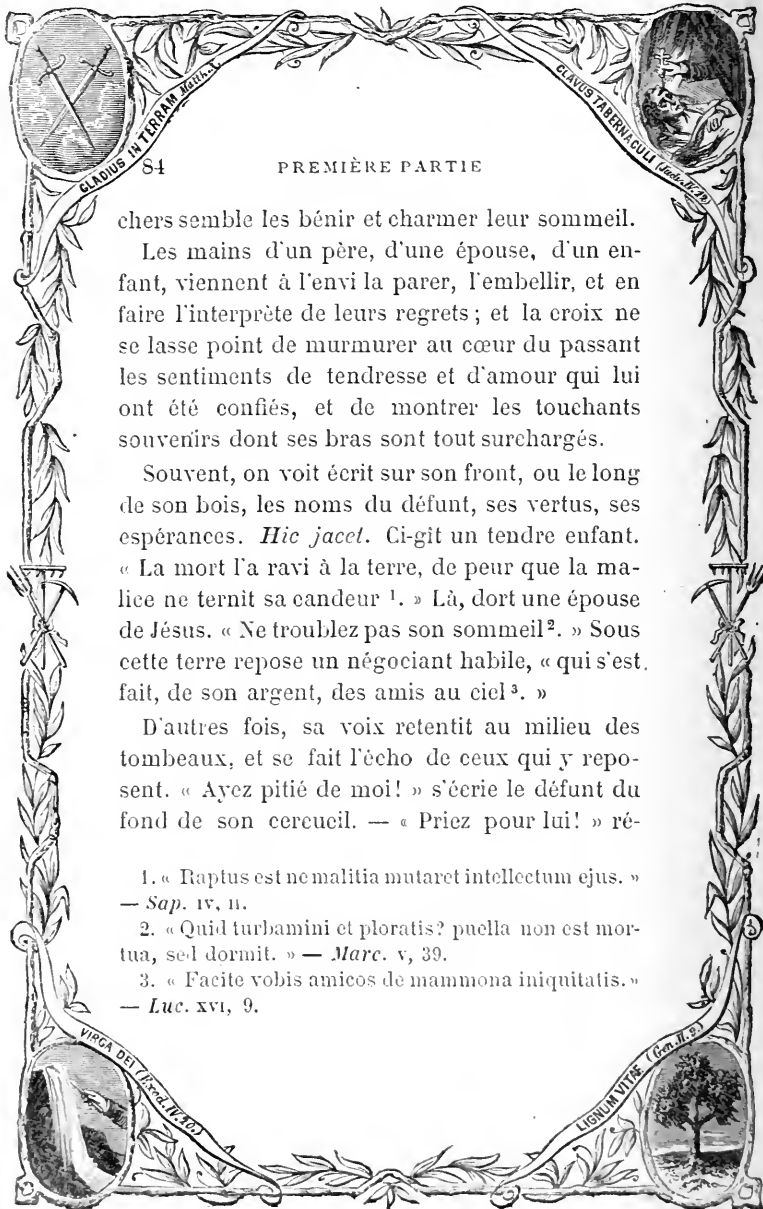 GLADIUS IN TERRAM Matth.
CLAVUS TABERNACULI (Judic. IV. 22)
84 PREMIÈRE PARTIE
chers semble les bénir et charmer leur sommeil.
Les mains d'un père, d'une épouse, d'un en-
fant, viennent à l'envi la parer, l'embellir, et en
faire l'interprète de leurs regrets ; et la croix ne
se lasse point de murmurer au cœur du passant
les sentiments de tendresse et d'amour qui lui
ont été confiés, et de montrer les touchants
souvenirs dont ses bras sont tout surchargés.
Souvent, on voit écrit sur son front, ou le long
de son bois, les noms du défunt, ses vertus, ses
espérances. Hic jacet. Ci-gît un tendre enfant.
« La mort l'a ravi à la terre, de peur que la ma-
lice ne ternit sa candeur ¹. » Là, dort une épouse
de Jésus. « Ne troublez pas son sommeil ². » Sous
cette terre repose un négociant habile, « qui s'est
fait, de son argent, des amis au ciel ³. »
D'autres fois, sa voix retentit au milieu des
tombeaux, et se fait l'écho de ceux qui y repo-
sent. « Ayez pitié de moi! » s'écrie le défunt du
fond de son cercueil. — « Priez pour lui! » ré-
1. « Raptus est ne malitia mutaret intellectum ejus. »
— Sap. IV, 11.
2. « Quid turbamini et ploratis? puella non est mor-
tua, sed dormit. » — Marc. V, 39.
3. « Facite vobis amicos de mammona iniquitatis. »
— Luc. XVI, 9.
VIRGA DEI (Exod. IV. 20.)
LIGNUM VITAE (Gen. II. 9.)